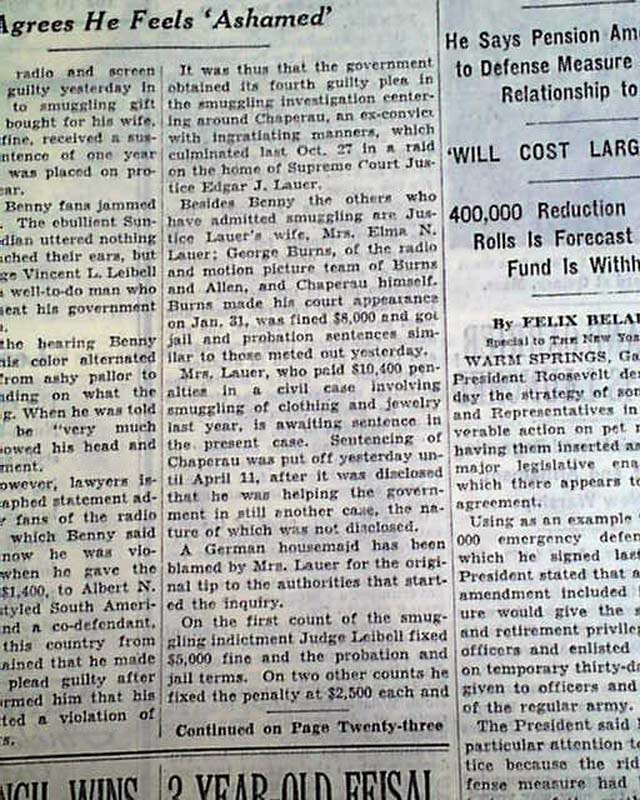 Agrees He Feels 'Ashamed'
radio and screen
guilty yesterday in
to smuggling gift
bought for his wife,
fine, received a sus-
ntence of one year
was placed on pro-
ear.
Benny fans jammed
. The ebullient Sun-
dian uttered nothing
ched their ears, but
ge Vincent L. Leibell
a well-to-do man who
seat his government
the hearing Benny
his color alternated
from ashy pallor to
nding on what the
g. When he was told
be "very much
owed his head and
ment.
owever, lawyers is-
aphed statement ad-
y fans of the radio
which Benny said
now he was vio-
when he gave the
$1,400, to Albert N.
styled South Ameri-
nd a co-defendant,
this country from
ained that he made
plead guilty after
ormed him that his
ted a violation of
s.
It was thus that the government
obtained its fourth guilty plea in
the smuggling investigation center-
ing around Chaperau, an ex-convict
with ingratiating manners, which
culminated last Oct. 27 in a raid
on the home of Supreme Court Jus-
tice Edgar J. Lauer.
Besides Benny the others who
have admitted smuggling are Jus-
tice Lauer's wife, Mrs. Elma N.
Lauer; George Burns, of the radio
and motion picture team of Burns
and Allen, and Chaperau himself.
Burns made his court appearance
on Jan. 31, was fined $8,000 and got
jail and probation sentences sim-
ilar to those meted out yesterday.
Mrs. Lauer, who paid $10,400 pen-
alties in a civil case involving
smuggling of clothing and jewelry
last year, is awaiting sentence in
the present case. Sentencing of
Chaperau was put off yesterday un-
til April 11, after it was disclosed
that he was helping the govern-
ment in still another case, the na-
ture of which was not disclosed.
A German housemaid has been
blamed by Mrs. Lauer for the origi-
nal tip to the authorities that start-
ed the inquiry.
On the first count of the smug-
gling indictment Judge Leibell fixed
$5,000 fine and the probation and
jail terms. On two other counts he
fixed the penalty at $2,500 each and
Continued on Page Twenty-three
He Says Pension Am
to Defense Measure
Relationship to
'WILL COST LARG
400,000 Reduction
Rolls Is Forecast
Fund Is Withh
By FELIX BELAI
Special to THE NEW YOR
WARM SPRINGS, Ga
President Roosevelt de
day the strategy of som
and Representatives in
verable action on pet m
having them inserted as
major legislative en
which there appears to
agreement.
Using as an example
000 emergency defen
which he signed last
President stated that a
amendment included
ure would give the s
and retirement privileg
officers and enlisted
on temporary thirty-da
given to officers and
of the regular army.
The President said
particular attention to
tice because the rid
fense measure had
NCH WINS
3-YEAR-OLD FEISAL